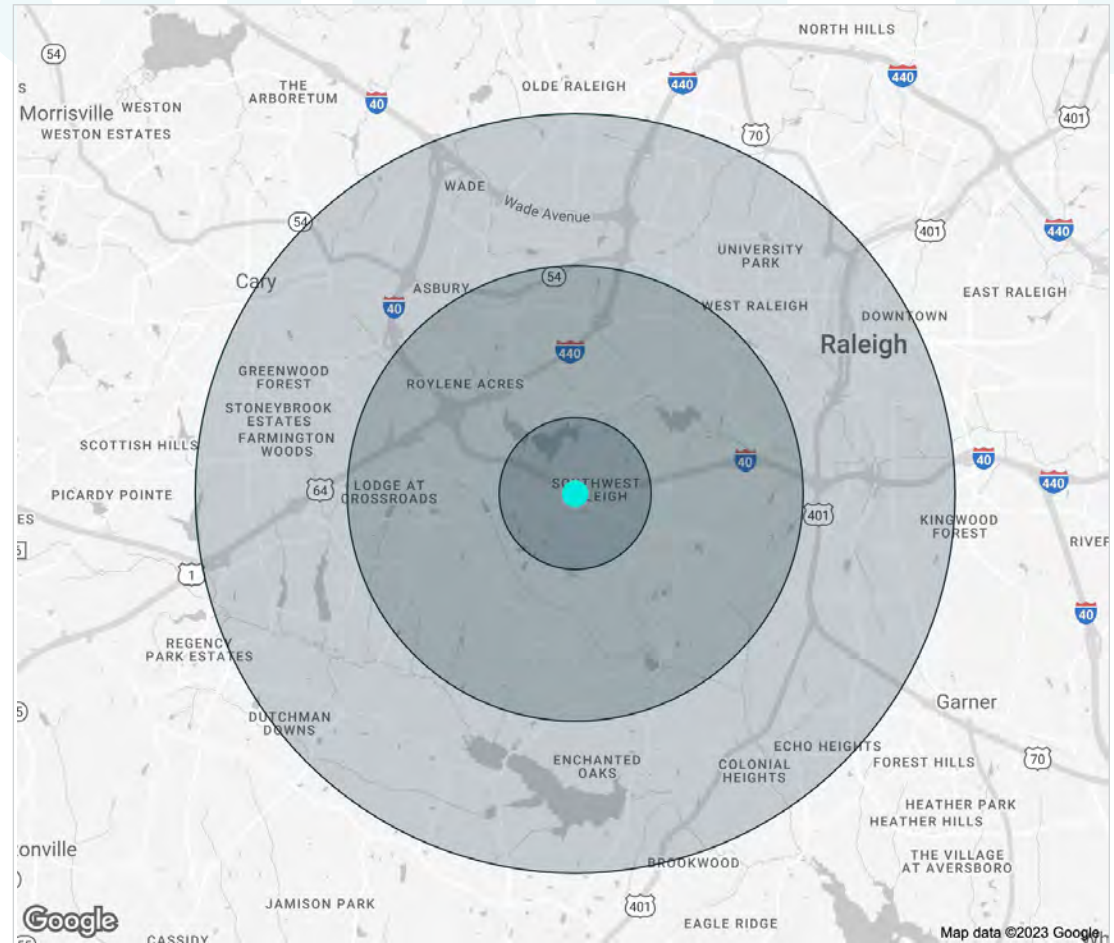 NORTH HILLS
54
440
440
THE
ARBORETUM
OLDE RALEIGH
40
Morrisville
WESTON
WESTON ESTATES
401
70
WADE
Wade Avenue
54
401
440
UNIVERSITY
PARK
Cary
54
ASBURY
40
WEST RALEIGH
EAST RALEIGH
DOWNTOWN
Raleigh
440
GREENWOOD
FOREST
ROYLENE ACRES
STONEYBROOK
ESTATES
FARMINGTON
WOODS
SCOTTISH HILLS
40
40
440
PICARDY POINTE
64
LODGE AT
CROSSROADS
SOUTHWEST
401
KINGWOOD
FOREST
1
40
REGENCY
PARK ESTATES
Garner
DUTCHMAN
DOWNS
ENCHANTED
OAKS
ECHO HEIGHTS
COLONIAL
HEIGHTS
FOREST HILLS
70
HEATHER PARK
HEATHER HILLS
BROOKWOOD
THE VILLAGE
AT AVERSBORO
JAMISON PARK
401
EAGLE RIDGE
Google
CASSIDY
Map data ©2023 Google